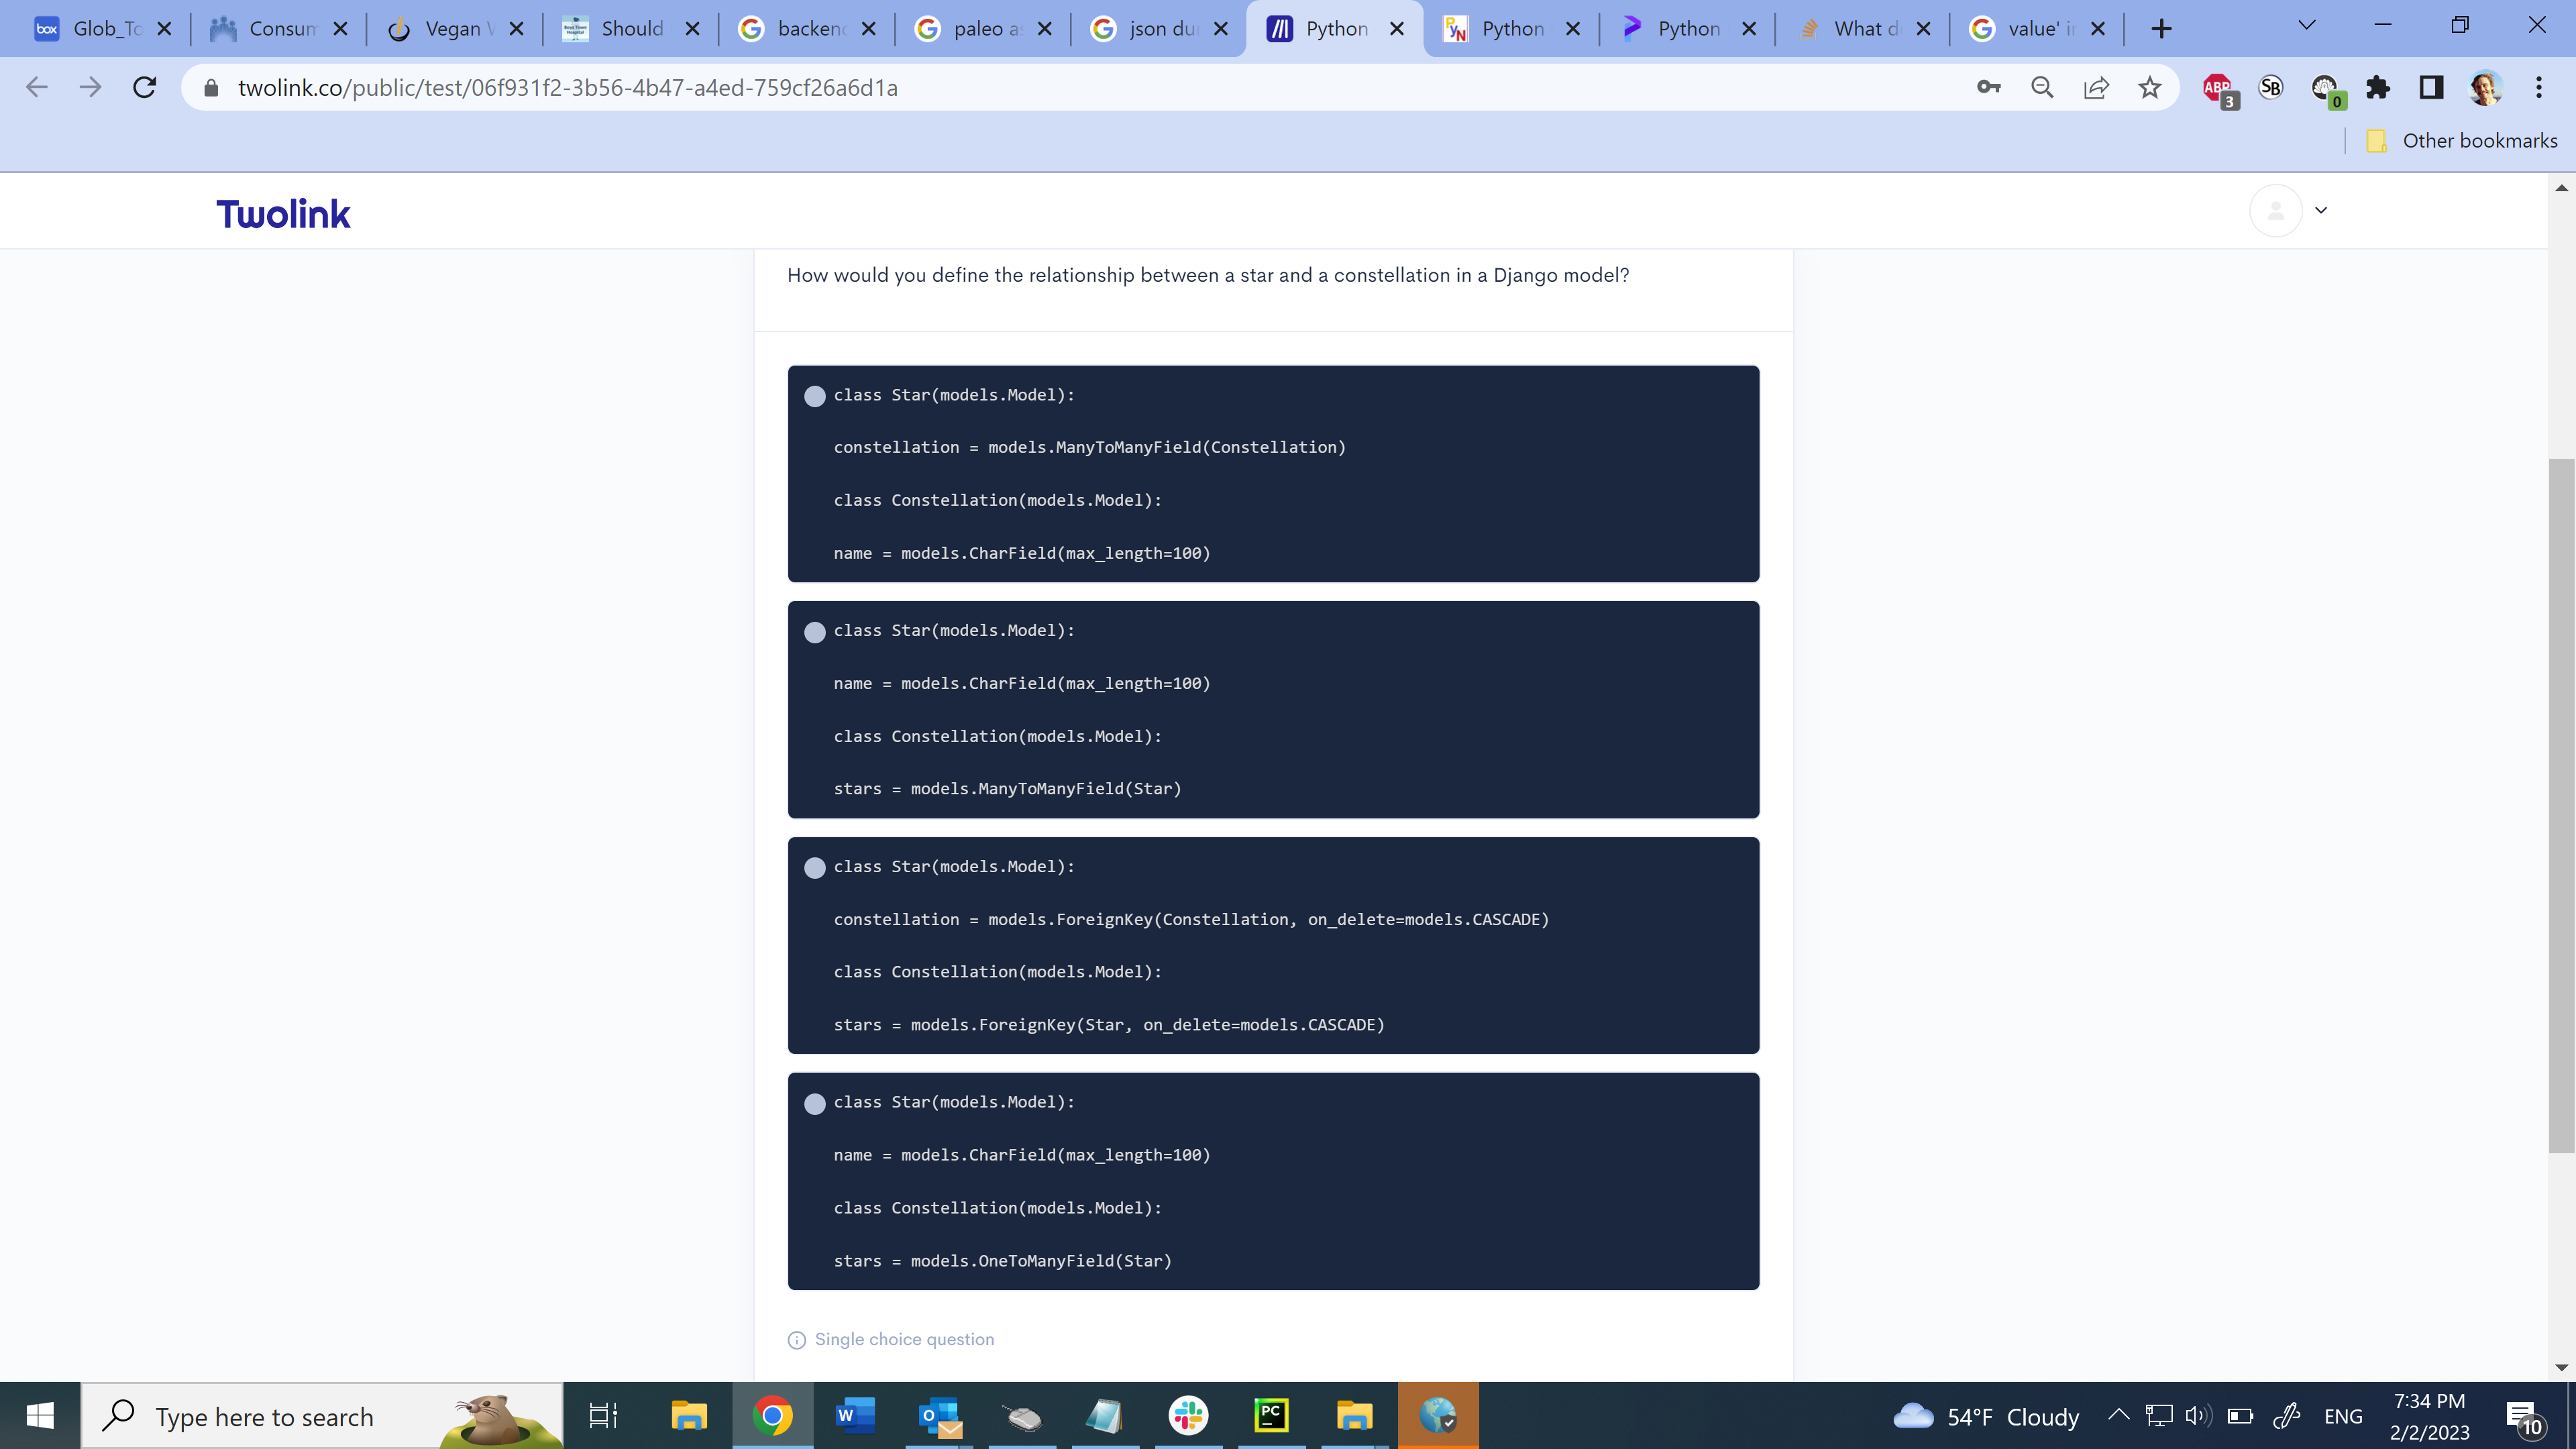 box Glob_To
Consum
Vegan
Should
backen
paleo a
json du
Python
Python
Python
What d
value' i
twolink.co/public/test/06f931f2-3b56-4b47-a4ed-759cf26a6d1a
ABP 3
SB
0
Other bookmarks
Twolink
How would you define the relationship between a star and a constellation in a Django model?
class Star(models.Model):
constellation = models.ManyToManyField(Constellation)
class Constellation(models.Model):
name = models.CharField(max_length=100)
class Star(models.Model):
name = models.CharField(max_length=100)
class Constellation(models.Model):
stars = models.ManyToManyField(Star)
class Star(models.Model):
constellation = models.ForeignKey(Constellation, on_delete=models.CASCADE)
class Constellation(models.Model):
stars = models.ForeignKey(Star, on_delete=models.CASCADE)
class Star(models.Model):
name = models.CharField(max_length=100)
class Constellation(models.Model):
stars = models.OneToManyField(Star)
Single choice question
Type here to search
54°F Cloudy
ENG
7:34 PM
2/2/2023
10